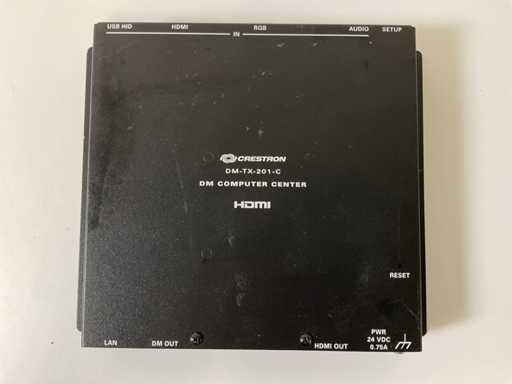 USB HID HDMI RGB AUDIO SETUP
IN
CRESTRON
DM-TX-201-C
DM COMPUTER CENTER
HDMI
RESET
LAN DM OUT HDMI OUT
PWR
24 VDC
0.75A